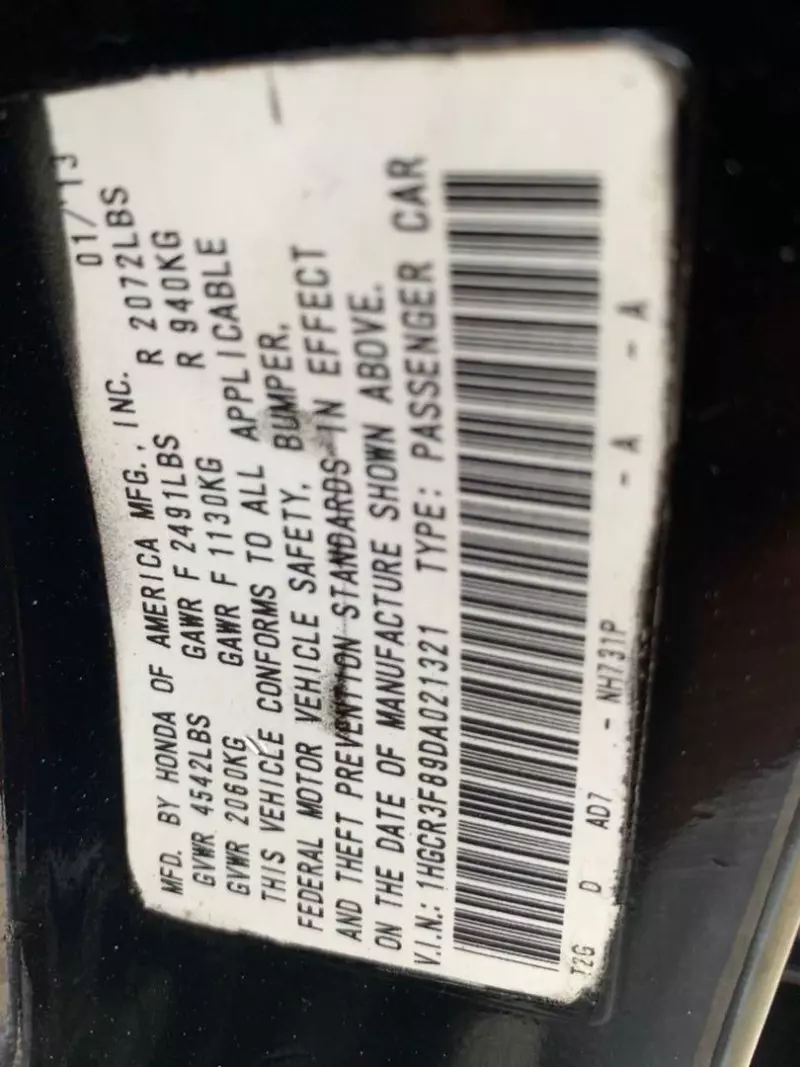 MFD. BY HONDA OF AMERICA MFG., INC. 01/13
GVWR 4542LBS GAWR F 2491LBS R 2072LBS
GVWR 2060KG GAWR F 1130KG R 940KG
THIS VEHICLE CONFORMS TO ALL APPLICABLE
FEDERAL MOTOR VEHICLE SAFETY, BUMPER,
AND THEFT PREVENTION STANDARDS IN EFFECT
ON THE DATE OF MANUFACTURE SHOWN ABOVE.
V.I.N.: 1HGCR3F89DA021321 TYPE: PASSENGER CAR
T2G D AD7 - NH731P - A - A